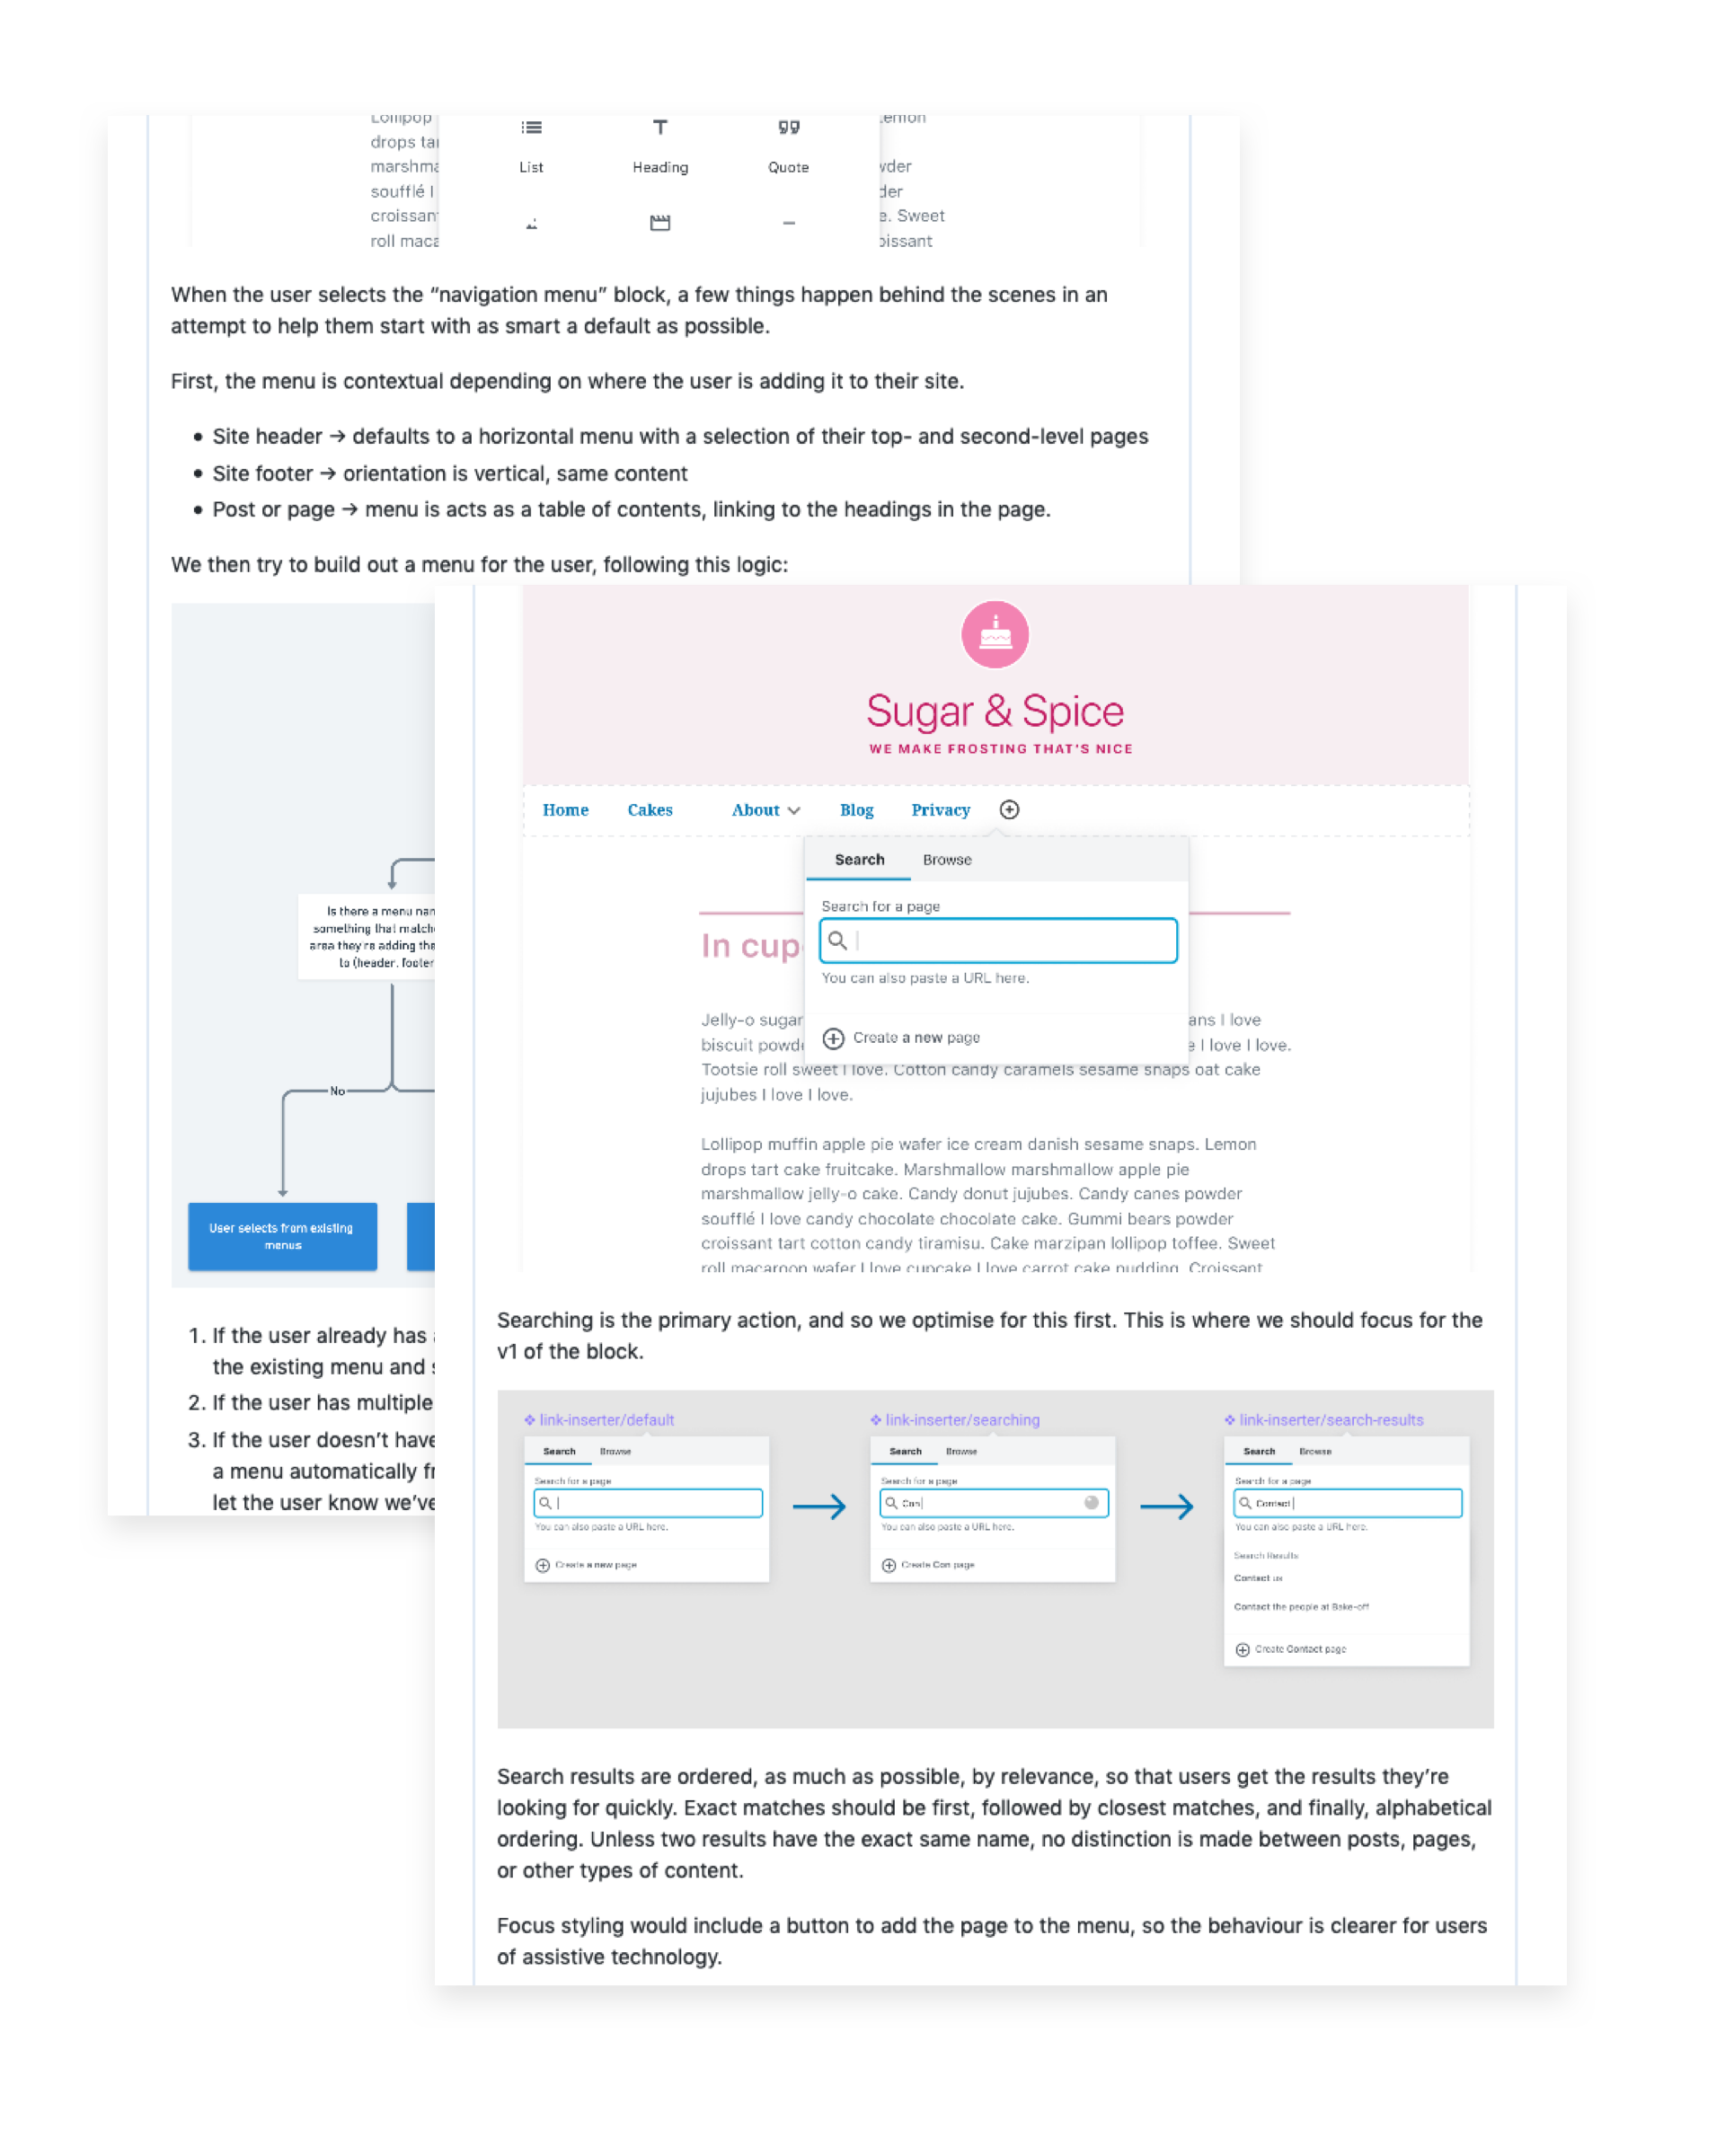 Lollipop
drops tar
marshma
soufflé I
croissan
roll maca
List
Heading
Quote
Lemon
wder
der
e. Sweet
oissant
When the user selects the “navigation menu” block, a few things happen behind the scenes in an
attempt to help them start with as smart a default as possible.
First, the menu is contextual depending on where the user is adding it to their site.
• Site header → defaults to a horizontal menu with a selection of their top- and second-level pages
• Site footer → orientation is vertical, same content
• Post or page → menu is acts as a table of contents, linking to the headings in the page.
We then try to build out a menu for the user, following this logic:
Is there a menu nam
something that matche
area they're adding the
to (header, footer
No
User selects from existing
menus
1. If the user already has
the existing menu and s
2. If the user has multiple
3. If the user doesn’t have
a menu automatically fr
let the user know we’ve
Sugar & Spice
WE MAKE FROSTING THAT'S NICE
Home Cakes About Blog Privacy
Search Browse
Search for a page
You can also paste a URL here.
Create a new page
In cup
Jelly-o sugar ans I love
biscuit powde e I love I love.
Tootsie roll sweet I love. Cotton candy caramels sesame snaps oat cake
jujubes I love I love.
Lollipop muffin apple pie wafer ice cream danish sesame snaps. Lemon
drops tart cake fruitcake. Marshmallow marshmallow apple pie
marshmallow jelly-o cake. Candy donut jujubes. Candy canes powder
soufflé I love candy chocolate chocolate cake. Gummi bears powder
croissant tart cotton candy tiramisu. Cake marzipan lollipop toffee. Sweet
roll macaroon wafer I love cupcake I love carrot cake pudding. Croissant
Searching is the primary action, and so we optimise for this first. This is where we should focus for the
v1 of the block.
link-inserter/default
Search Browse
Search for a page
You can also paste a URL here.
Create a new page
link-inserter/searching
Search Browse
Search for a page
Con
You can also paste a URL here.
Create Con page
link-inserter/search-results
Search Browse
Search for a page
Contact
You can also paste a URL here.
Search Results
Contact us
Contact the people at Bake-off
Create Contact page
Search results are ordered, as much as possible, by relevance, so that users get the results they’re
looking for quickly. Exact matches should be first, followed by closest matches, and finally, alphabetical
ordering. Unless two results have the exact same name, no distinction is made between posts, pages,
or other types of content.
Focus styling would include a button to add the page to the menu, so the behaviour is clearer for users
of assistive technology.